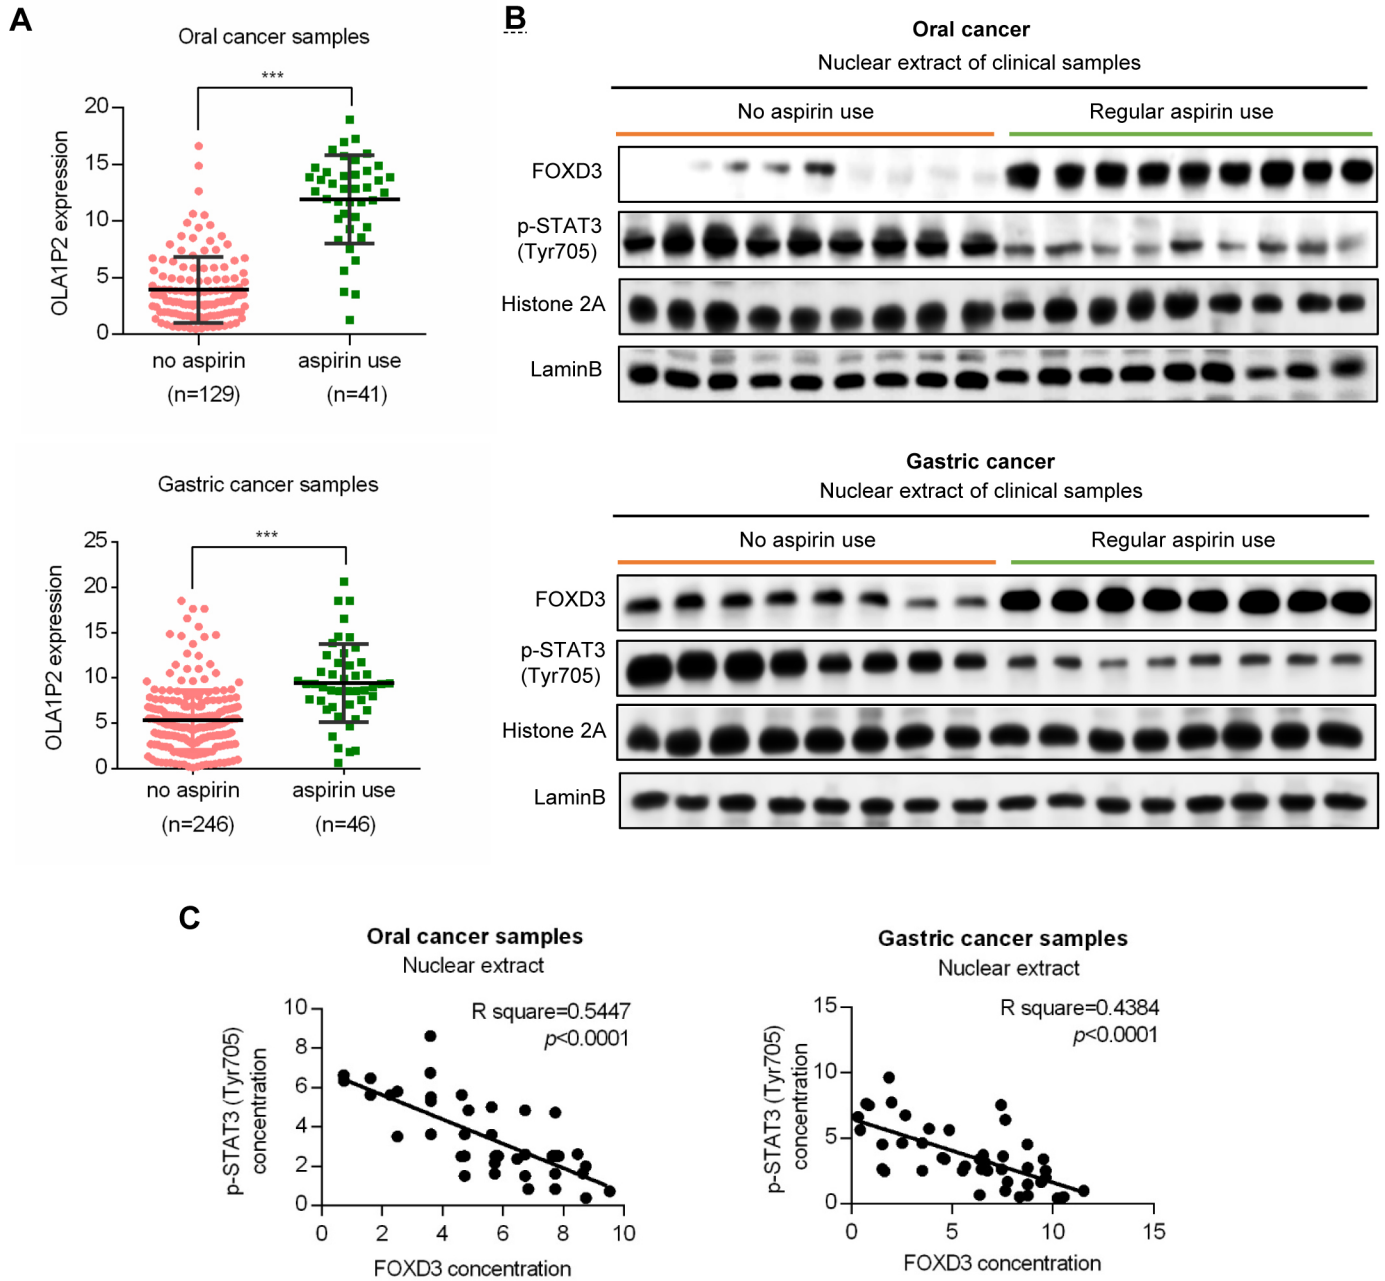 A
Oral cancer samples
***
OLA1P2 expression
20
15
10
5
0
no aspirin
aspirin use
(n=129)
(n=41)
Gastric cancer samples
***
OLA1P2 expression
25
20
15
10
5
0
no aspirin
aspirin use
(n=246)
(n=46)
B
Oral cancer
Nuclear extract of clinical samples
No aspirin use
Regular aspirin use
FOXD3
p-STAT3
(Tyr705)
Histone 2A
LaminB
Gastric cancer
Nuclear extract of clinical samples
No aspirin use
Regular aspirin use
FOXD3
p-STAT3
(Tyr705)
Histone 2A
LaminB
C
Oral cancer samples
Nuclear extract
R square=0.5447
p<0.0001
p-STAT3 (Tyr705)
concentration
10
8
6
4
2
0
0 2 4 6 8 10
FOXD3 concentration
Gastric cancer samples
Nuclear extract
R square=0.4384
p<0.0001
p-STAT3 (Tyr705)
concentration
15
10
5
0
0 5 10 15
FOXD3 concentration